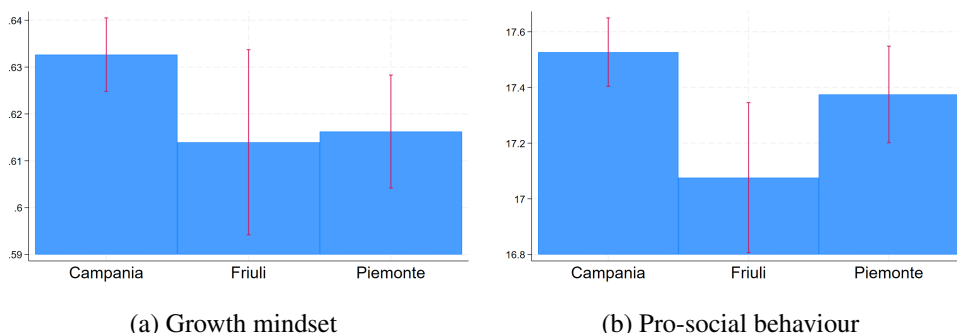 .64
.63
.62
.61
.6
.59
Campania Friuli Piemonte
(a) Growth mindset
17.6
17.4
17.2
17
16.8
Campania Friuli Piemonte
(b) Pro-social behaviour